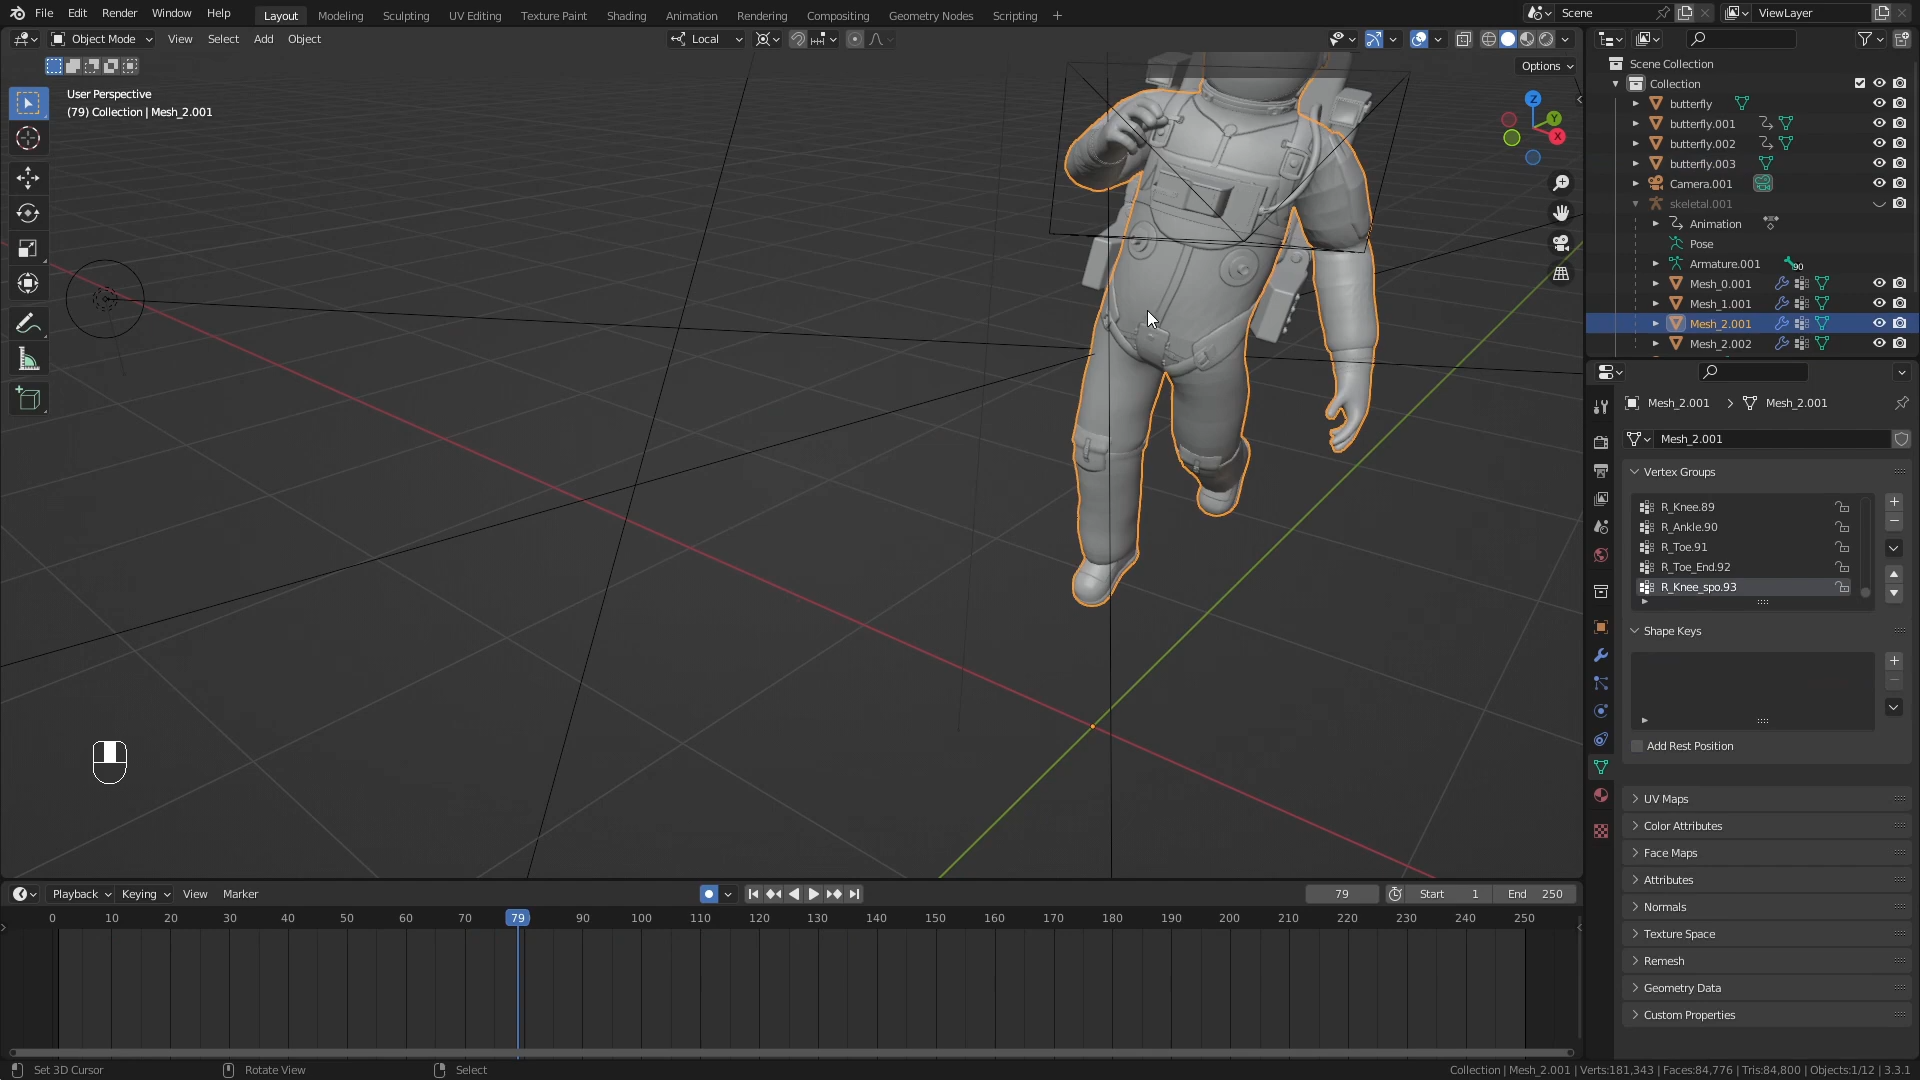 File Edit Render Window Help Layout Modeling Sculpting UV Editing Texture Paint Shading Animation Rendering Compositing Geometry Nodes Scripting + Scene ViewLayer
Object Mode View Select Add Object Local
Options
User Perspective
(79) Collection | Mesh_2.001
Z
Y
X
Scene Collection
Collection
butterfly
butterfly.001
butterfly.002
butterfly.003
Camera.001
skeletal.001
Animation
Pose
Armature.001 90
Mesh_0.001
Mesh_1.001
Mesh_2.001
Mesh_2.002
Mesh_2.001 > Mesh_2.001
Mesh_2.001
Vertex Groups
R_Knee.89
R_Ankle.90
R_Toe.91
R_Toe_End.92
R_Knee_spo.93
Shape Keys
Add Rest Position
UV Maps
Color Attributes
Face Maps
Attributes
Normals
Texture Space
Remesh
Geometry Data
Custom Properties
Playback Keying View Marker 79 Start 1 End 250
0 10 20 30 40 50 60 70 79 90 100 110 120 130 140 150 160 170 180 190 200 210 220 230 240 250
Set 3D Cursor Rotate View Select Collection | Mesh_2.001 | Verts:181,343 | Faces:84,776 | Tris:84,800 | Objects:1/12 | 3.3.1